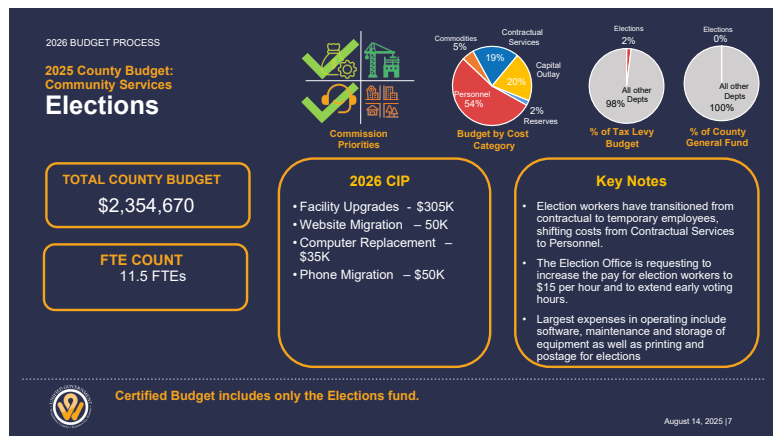 2026 BUDGET PROCESS
2025 County Budget:
Community Services
Elections
Commission
Priorities
Commodities
5%
Contractual
Services
19%
Capital
Outlay
20%
Personnel
54%
2%
Reserves
Budget by Cost
Category
Elections
2%
All other
Depts
98%
% of Tax Levy
Budget
Elections
0%
All other
Depts
100%
% of County
General Fund
TOTAL COUNTY BUDGET
$2,354,670
FTE COUNT
11.5 FTEs
2026 CIP
• Facility Upgrades - $305K
• Website Migration – 50K
• Computer Replacement –
$35K
• Phone Migration – $50K
Key Notes
• Election workers have transitioned from
contractual to temporary employees,
shifting costs from Contractual Services
to Personnel.
• The Election Office is requesting to
increase the pay for election workers to
$15 per hour and to extend early voting
hours.
• Largest expenses in operating include
software, maintenance and storage of
equipment as well as printing and
postage for elections
Certified Budget includes only the Elections fund.
August 14, 2025 |7